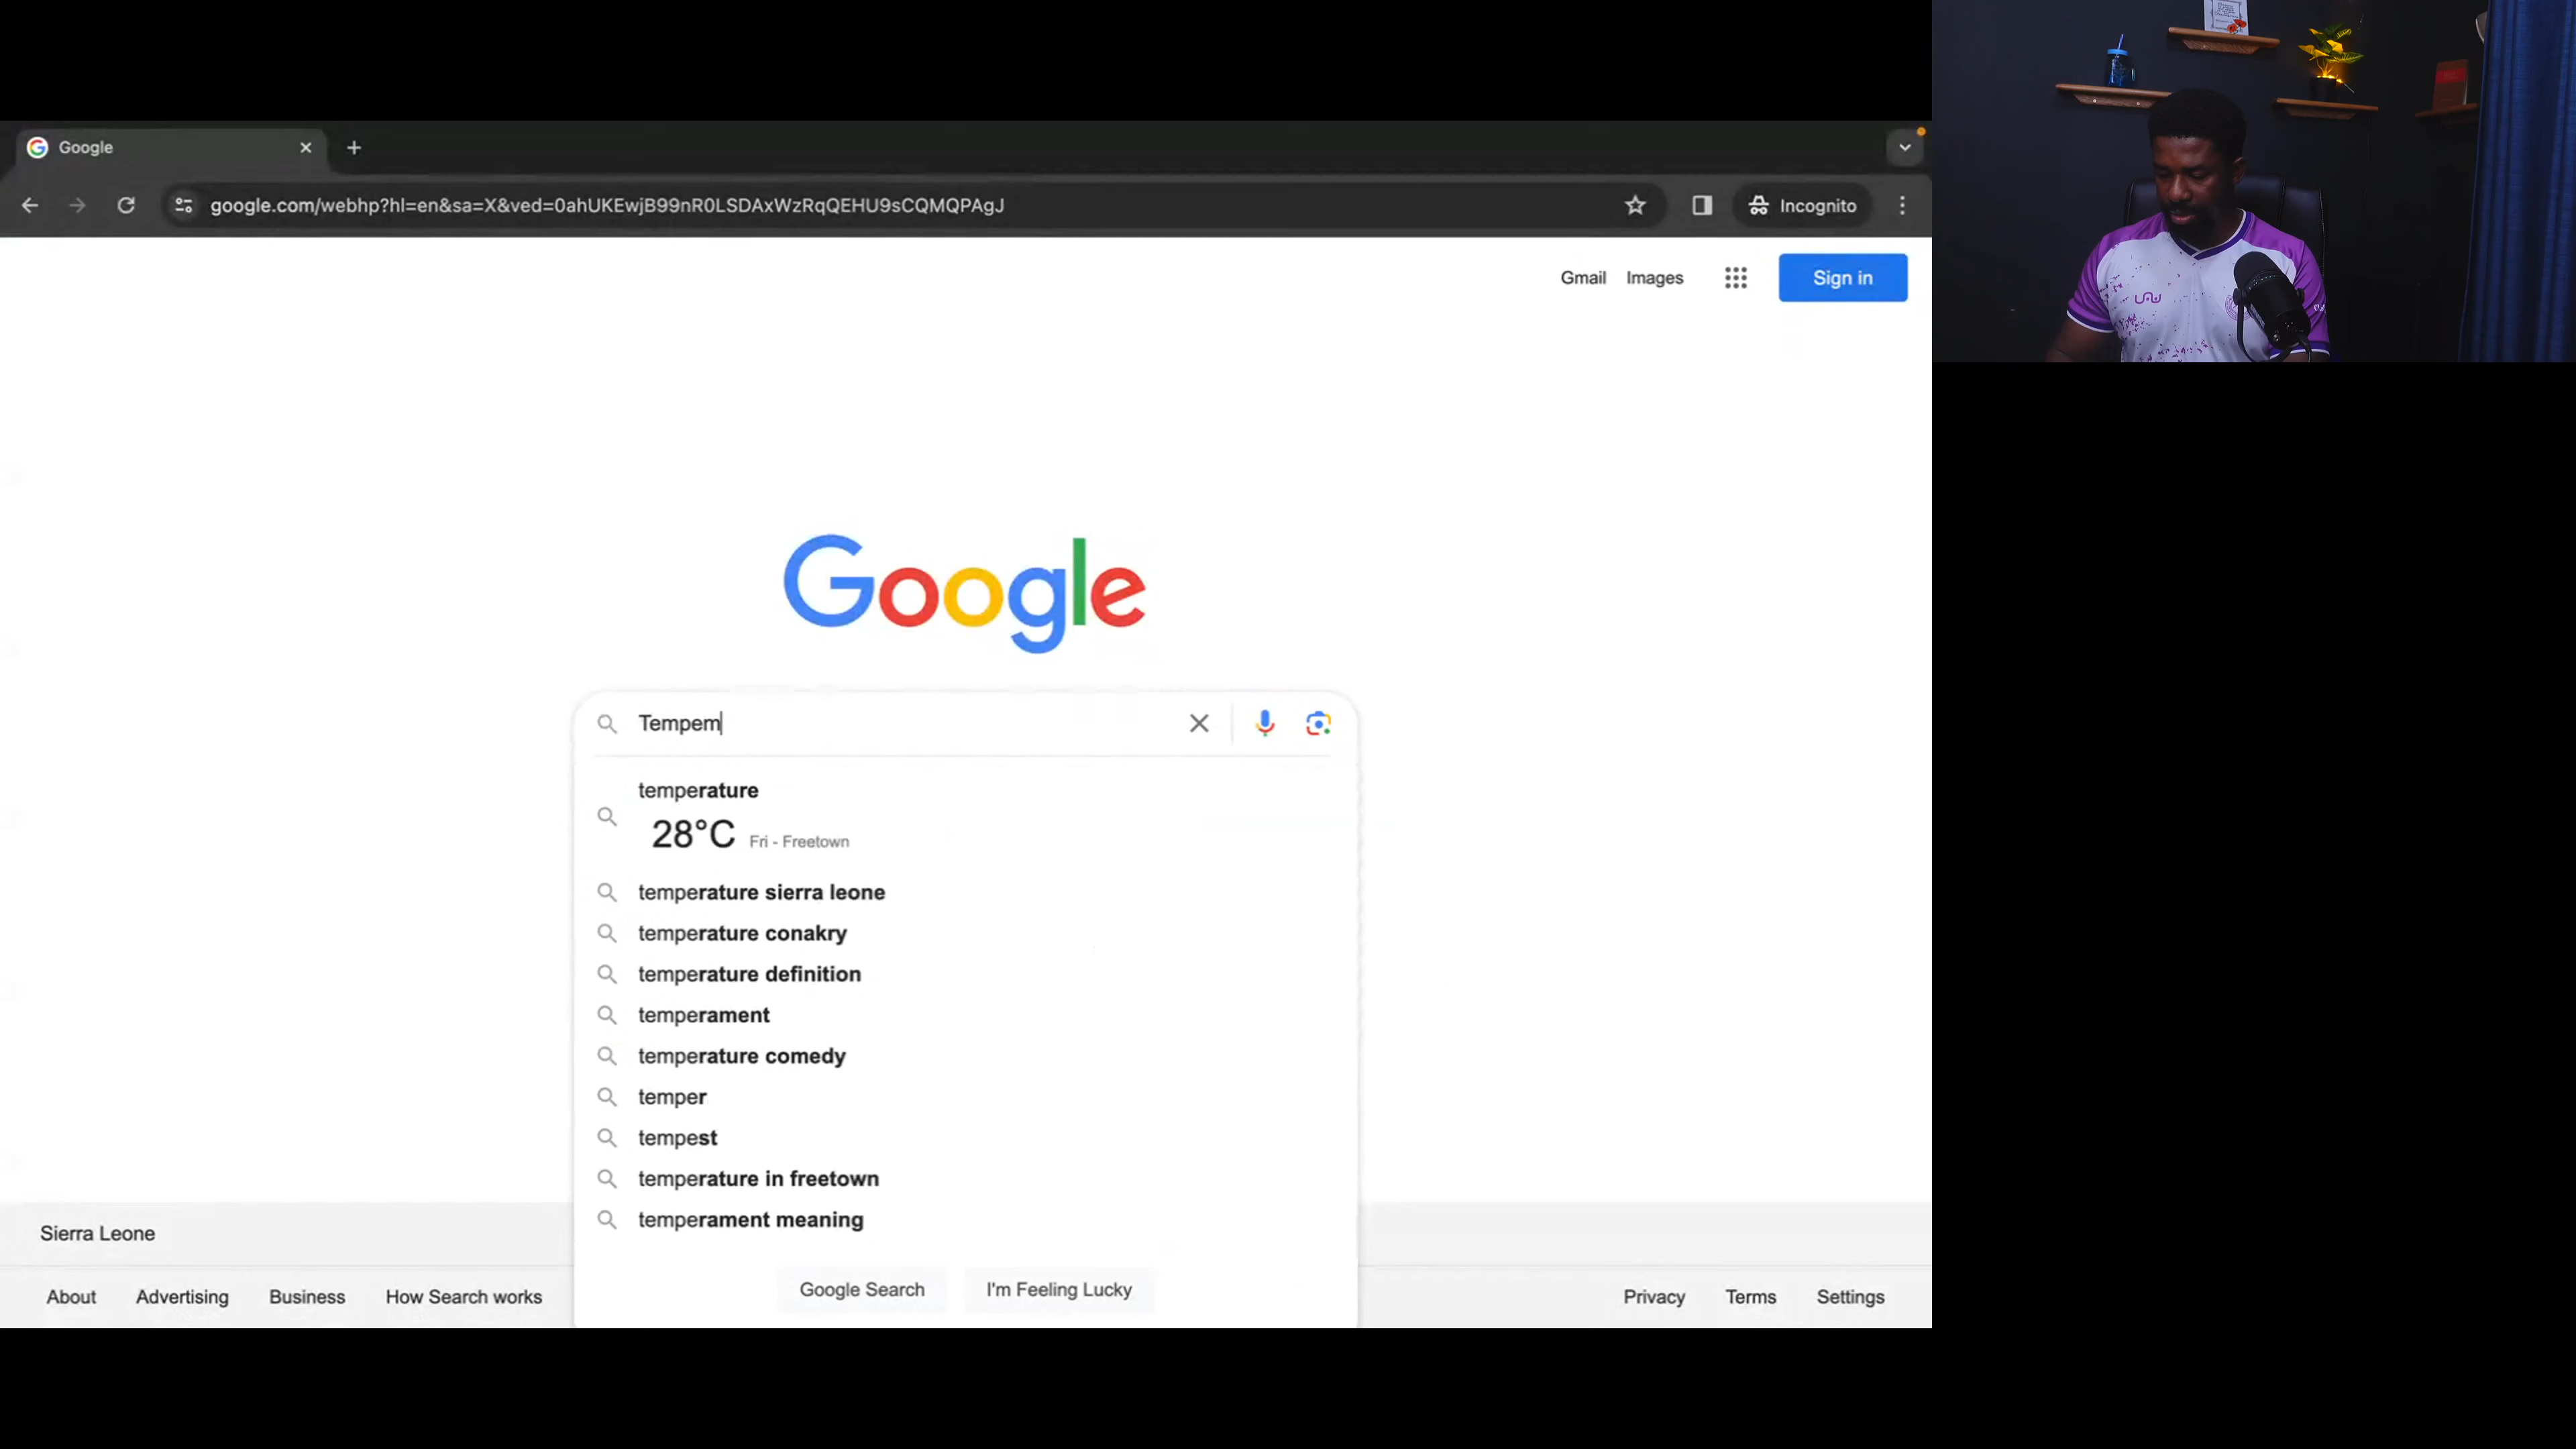 Google
google.com/webhp?hl=en&sa=X&ved=0ahUKEwjB99nR0LSDAxWzRqQEHU9sCQMQPAgJ
Incognito
Gmail Images Sign in
Google
Tempem
temperature
28°C Fri - Freetown
temperature sierra leone
temperature conakry
temperature definition
temperament
temperature comedy
temper
tempest
temperature in freetown
temperament meaning
Google Search I'm Feeling Lucky
Sierra Leone
About Advertising Business How Search works Privacy Terms Settings